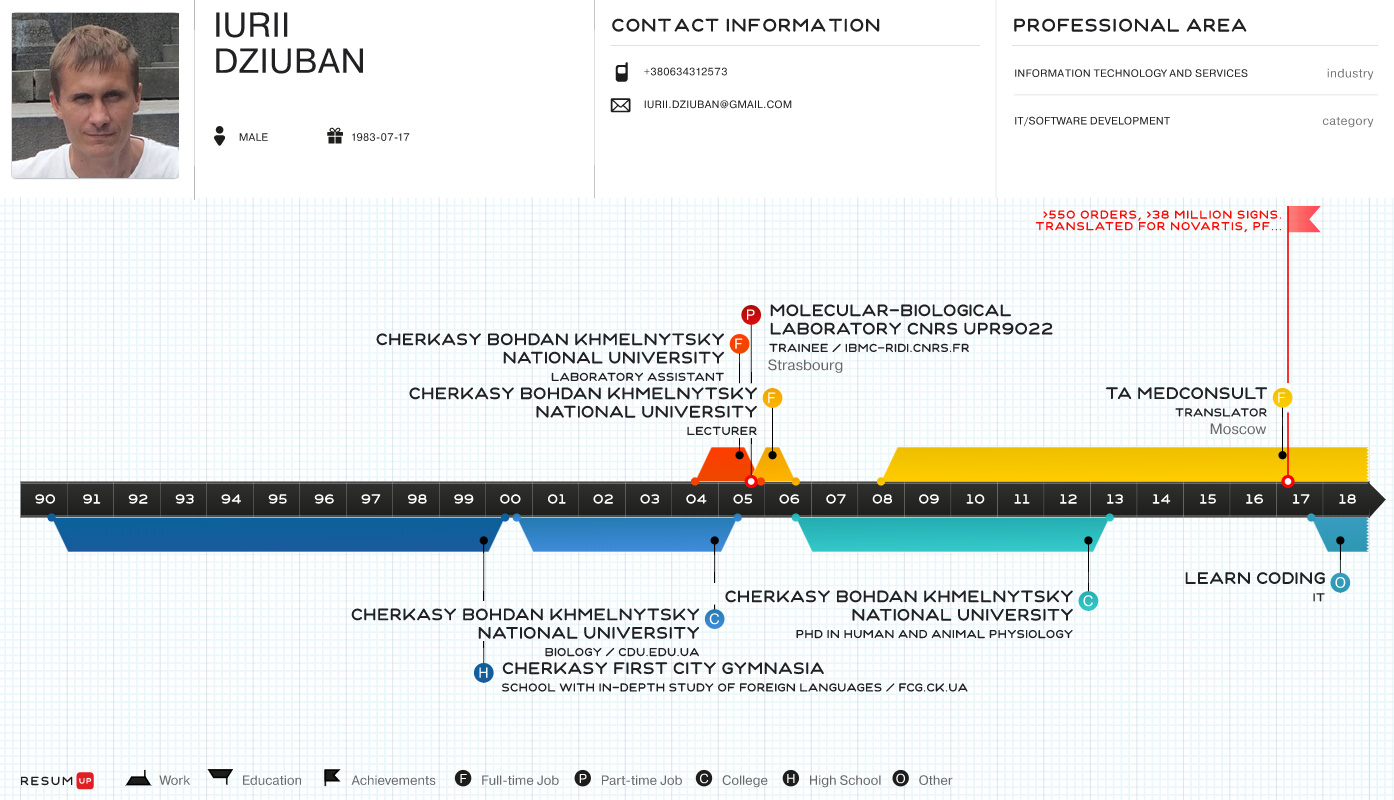 IURII
DZIUBAN
MALE
1983-07-17
CONTACT INFORMATION
+380634312573
IURII.DZIUBAN@GMAIL.COM
PROFESSIONAL AREA
INFORMATION TECHNOLOGY AND SERVICES industry
IT/SOFTWARE DEVELOPMENT category
>550 ORDERS, >38 MILLION SIGNS.
TRANSLATED FOR NOVARTIS, PF...
P MOLECULAR-BIOLOGICAL
LABORATORY CNRS UPR9022
TRAINEE / IBMC-RIDI.CNRS.FR
Strasbourg
CHERKASY BOHDAN KHMELNYTSKY F
NATIONAL UNIVERSITY
LABORATORY ASSISTANT
CHERKASY BOHDAN KHMELNYTSKY F
NATIONAL UNIVERSITY
LECTURER
TA MEDCONSULT F
TRANSLATOR
Moscow
90 91 92 93 94 95 96 97 98 99 00 01 02 03 04 05 06 07 08 09 10 11 12 13 14 15 16 17 18
LEARN CODING O
IT
CHERKASY BOHDAN KHMELNYTSKY C
NATIONAL UNIVERSITY
PHD IN HUMAN AND ANIMAL PHYSIOLOGY
CHERKASY BOHDAN KHMELNYTSKY C
NATIONAL UNIVERSITY
BIOLOGY / CDU.EDU.UA
H CHERKASY FIRST CITY GYMNASIA
SCHOOL WITH IN-DEPTH STUDY OF FOREIGN LANGUAGES / FCG.CK.UA
RESUM UP Work Education Achievements F Full-time Job P Part-time Job C College H High School O Other